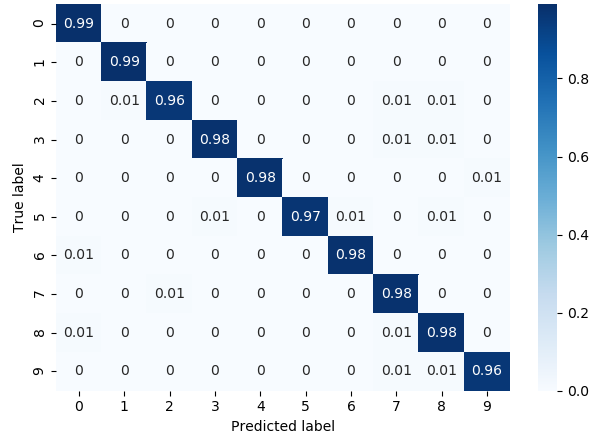 0 0.99 0 0 0 0 0 0 0 0 0
1 0 0.99 0 0 0 0 0 0 0 0
2 0 0.01 0.96 0 0 0 0 0.01 0.01 0
3 0 0 0 0.98 0 0 0 0.01 0.01 0
4 0 0 0 0 0.98 0 0 0 0 0.01
5 0 0 0 0.01 0 0.97 0.01 0 0.01 0
6 0.01 0 0 0 0 0 0.98 0 0 0
7 0 0 0.01 0 0 0 0 0.98 0 0
8 0.01 0 0 0 0 0 0 0.01 0.98 0
9 0 0 0 0 0 0 0 0.01 0.01 0.96
0 1 2 3 4 5 6 7 8 9
Predicted label
True label
0.8
0.6
0.4
0.2
0.0